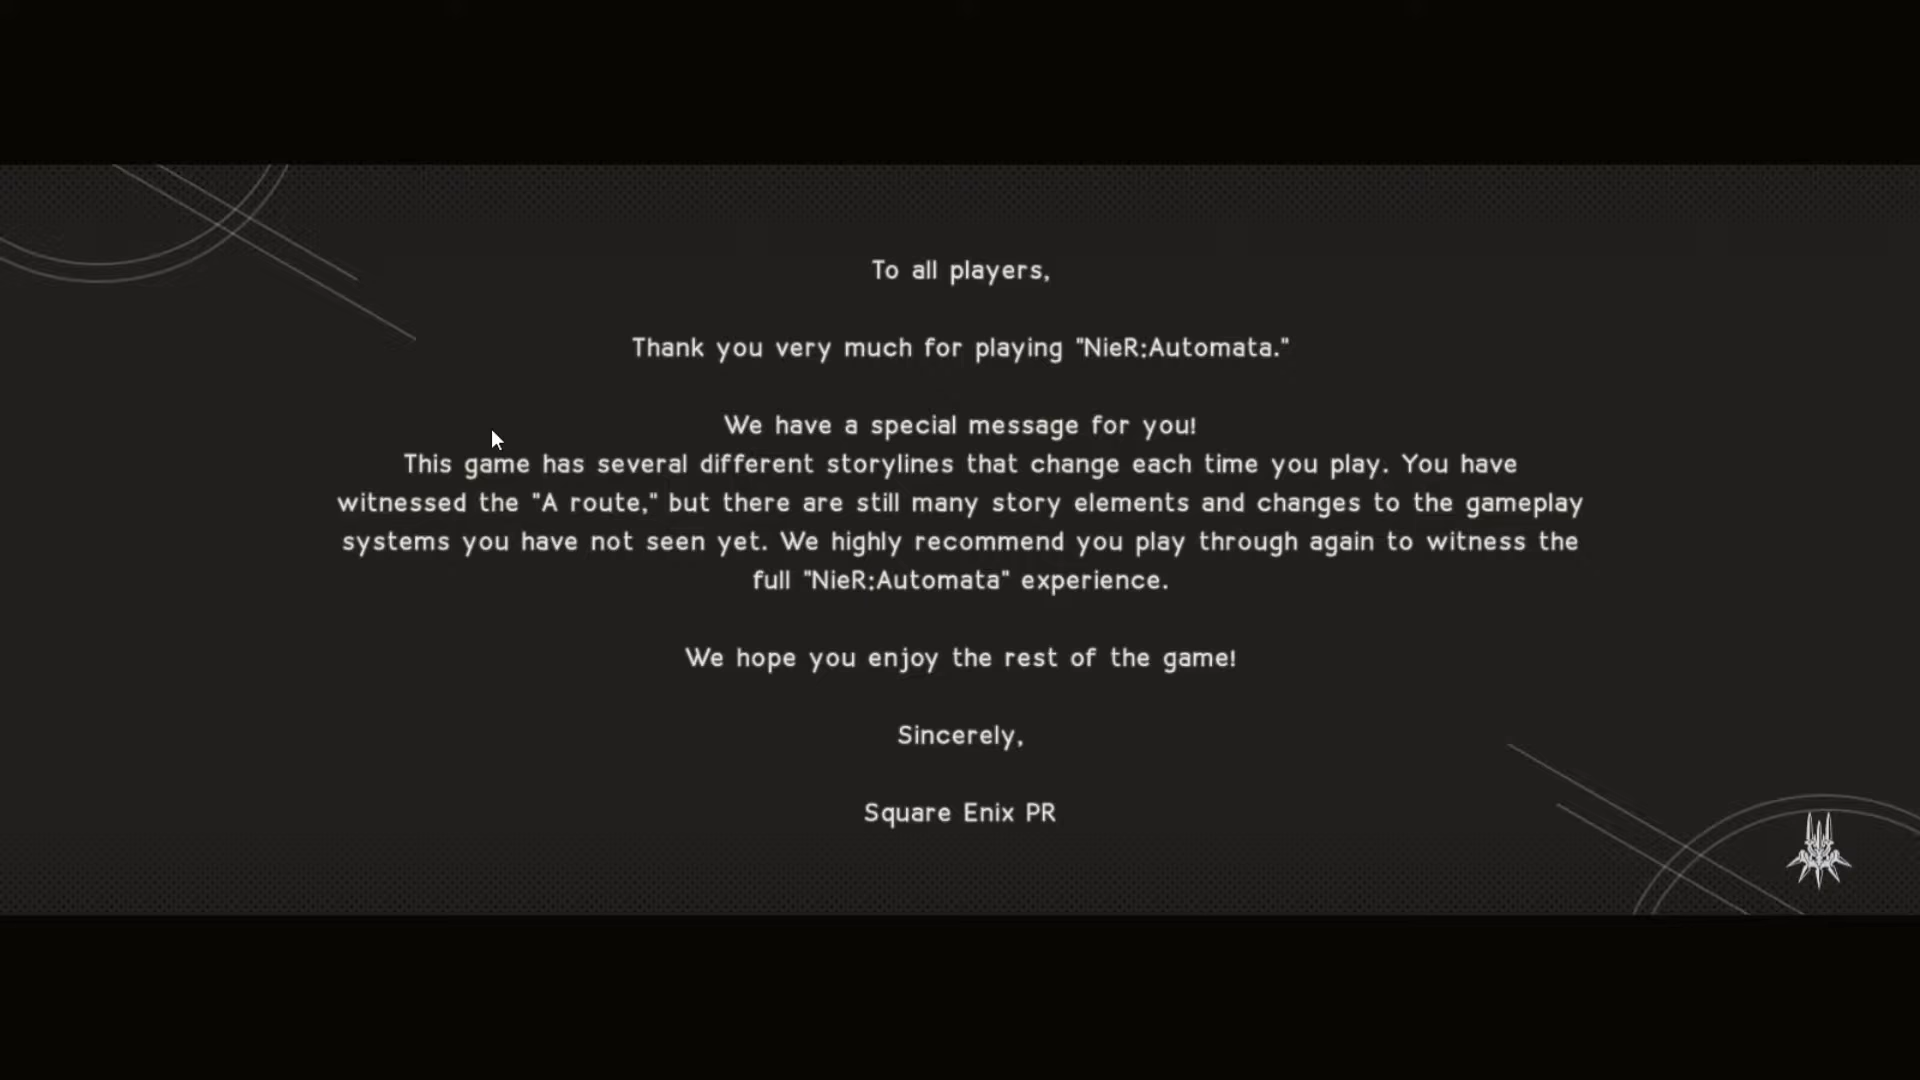 To all players,
Thank you very much for playing "NieR:Automata."
We have a special message for you!
This game has several different storylines that change each time you play. You have
witnessed the "A route," but there are still many story elements and changes to the gameplay
systems you have not seen yet. We highly recommend you play through again to witness the
full "NieR:Automata" experience.
We hope you enjoy the rest of the game!
Sincerely,
Square Enix PR